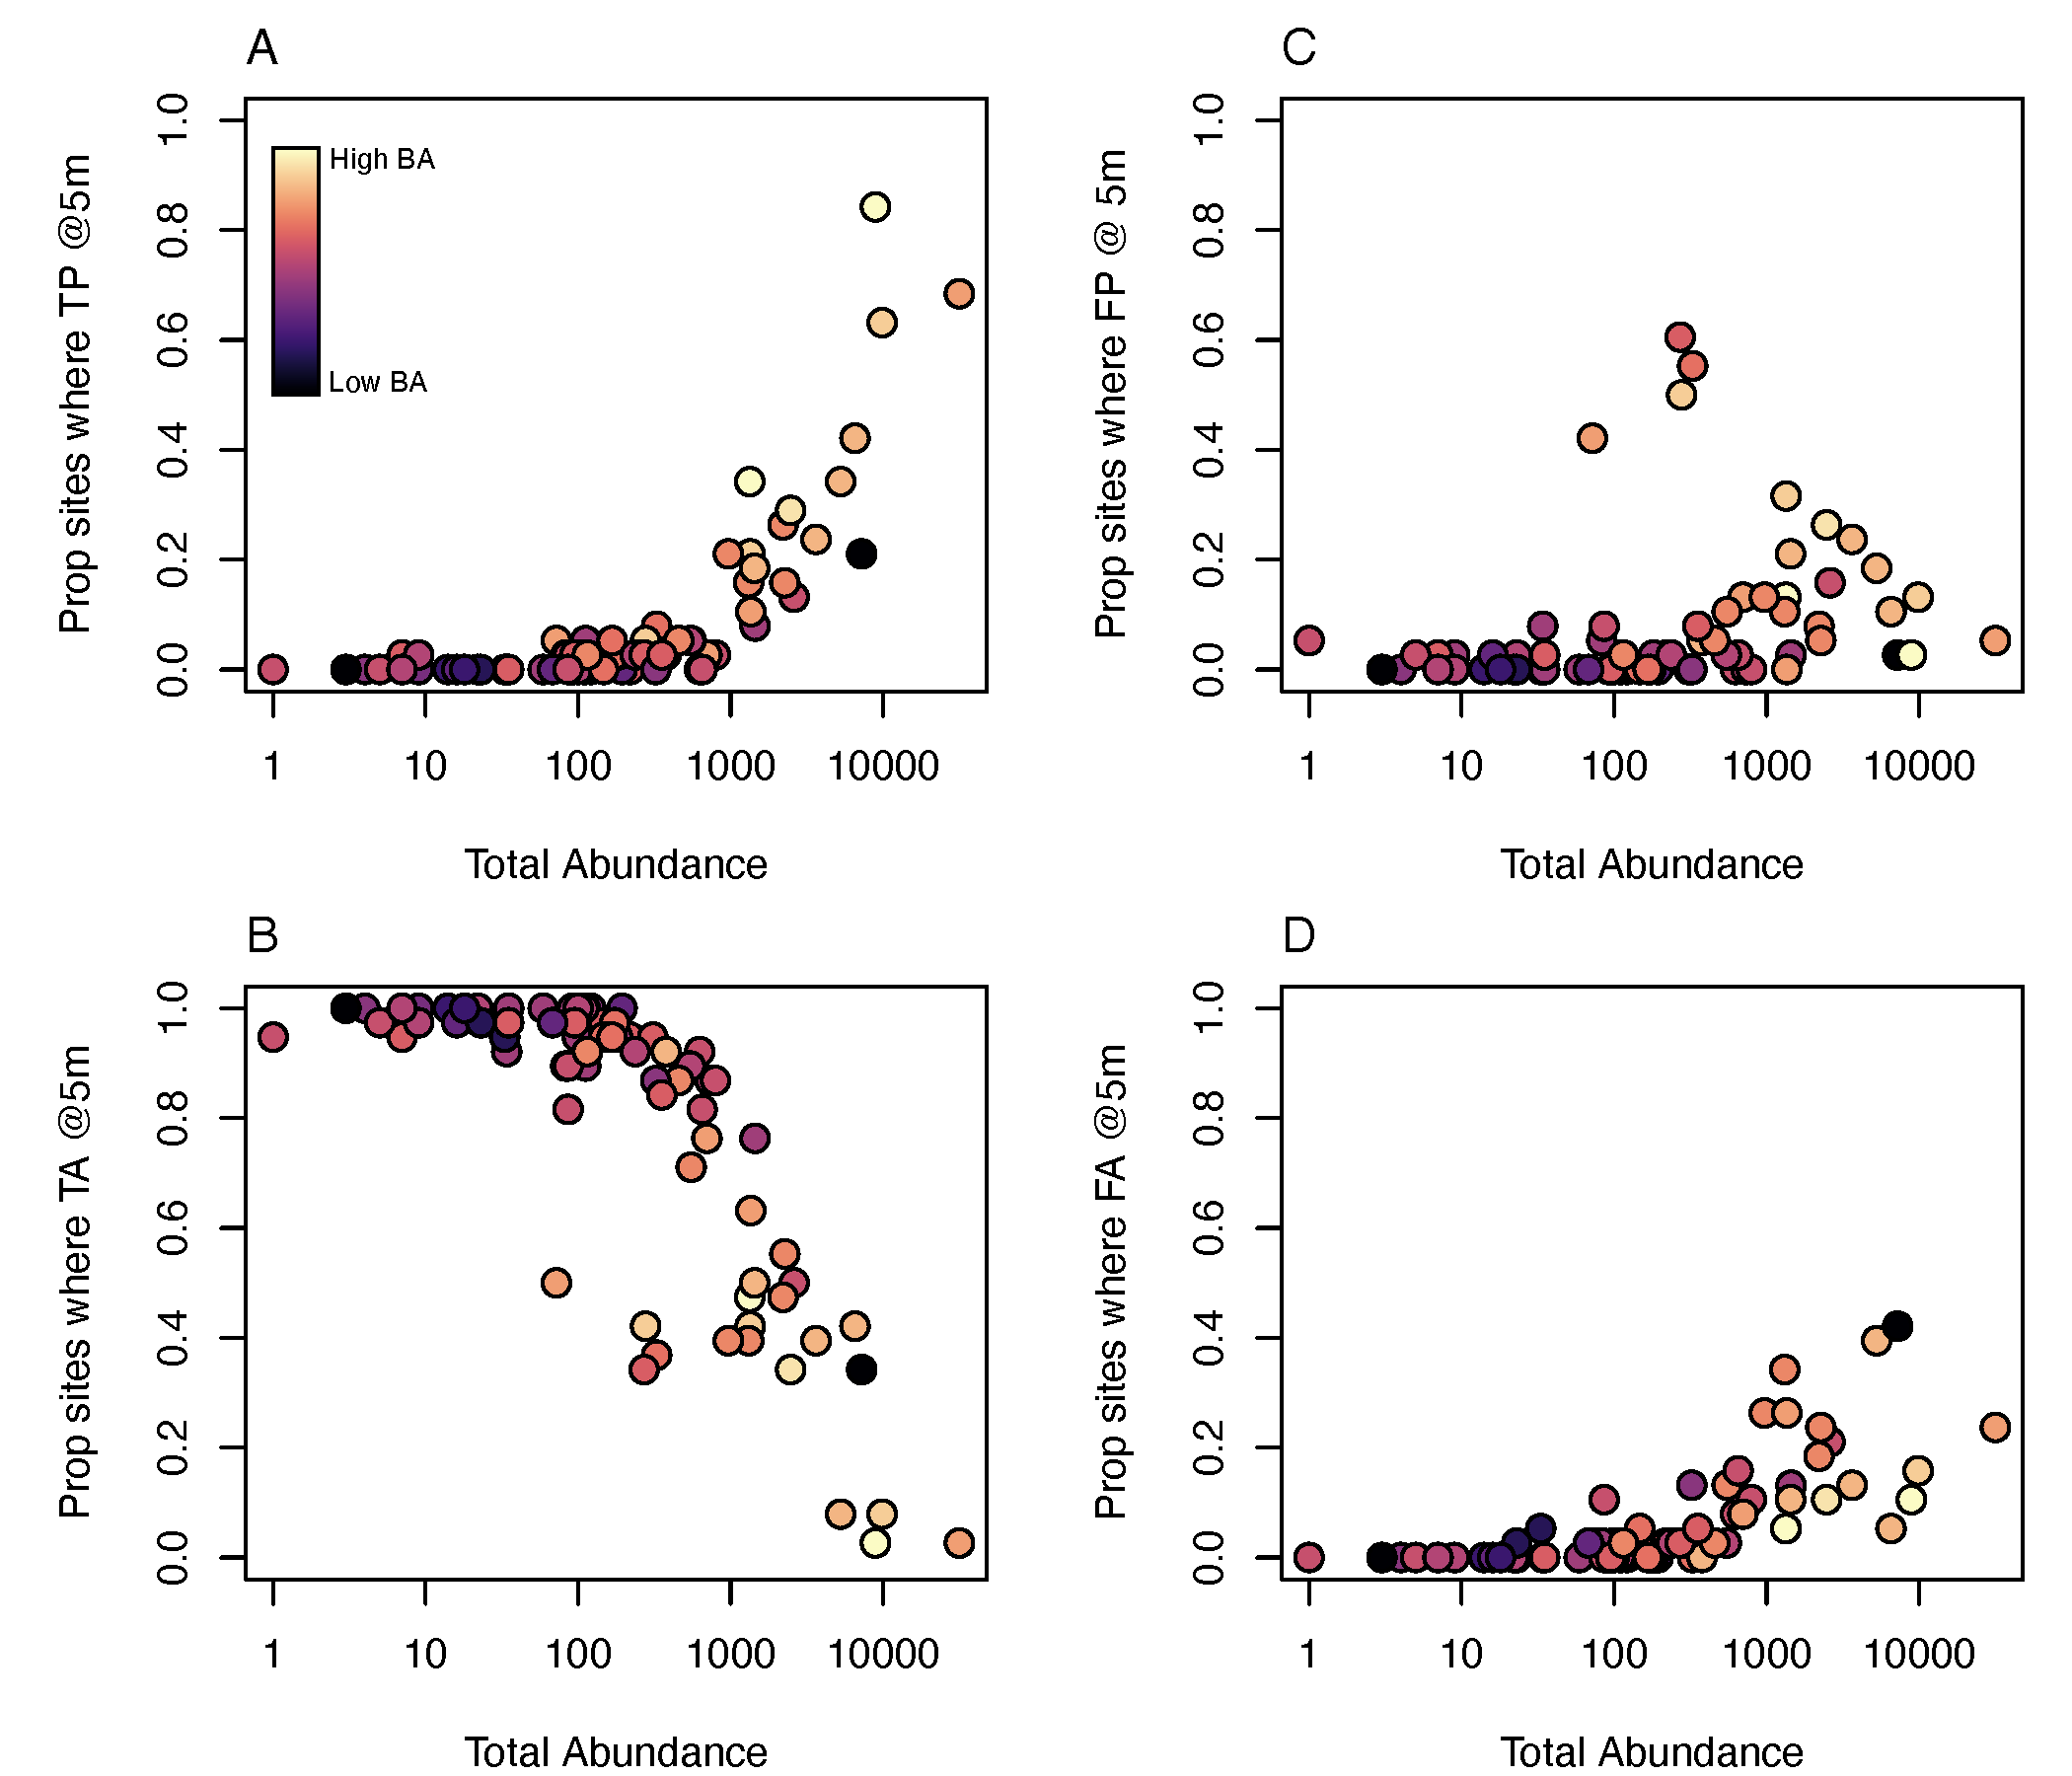 A
Prop sites where TP @5m
1.0
0.8
0.6
0.4
0.2
0.0
High BA
Low BA
1 10 100 1000 10000
Total Abundance
C
Prop sites where FP @ 5m
1.0
0.8
0.6
0.4
0.2
0.0
1 10 100 1000 10000
Total Abundance
B
Prop sites where TA @5m
1.0
0.8
0.6
0.4
0.2
0.0
1 10 100 1000 10000
Total Abundance
D
Prop sites where FA @5m
1.0
0.8
0.6
0.4
0.2
0.0
1 10 100 1000 10000
Total Abundance